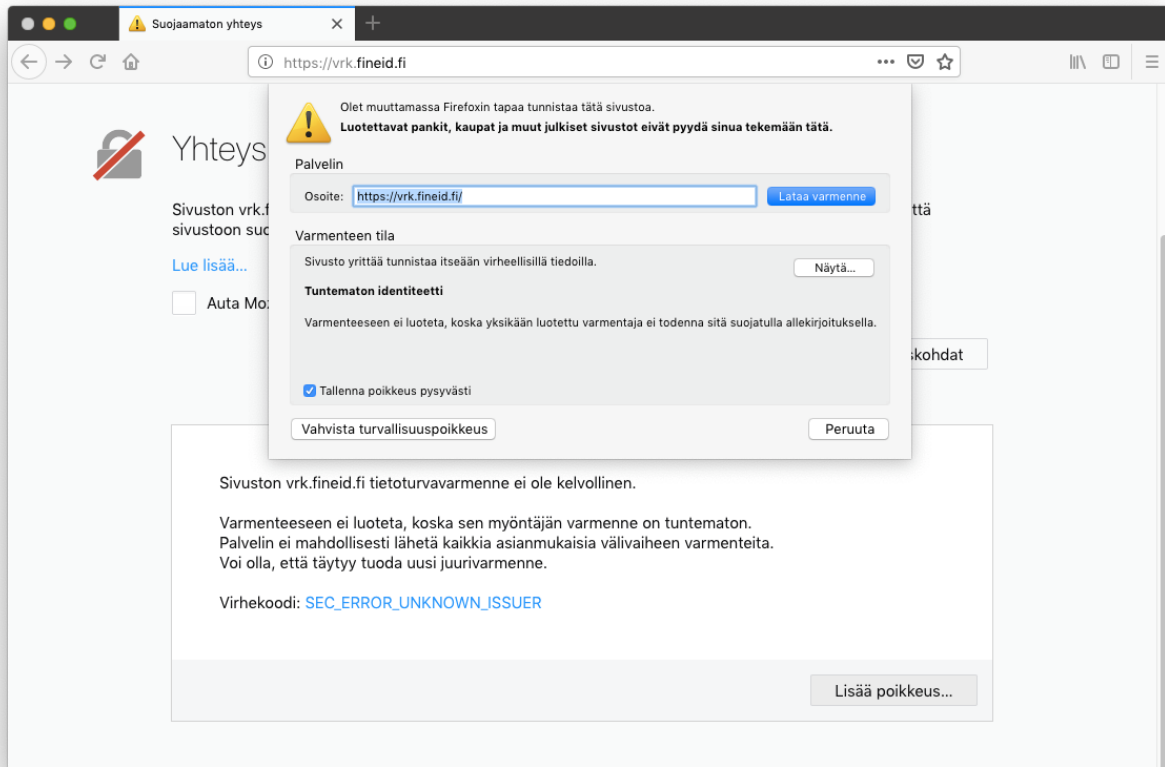 Suojaamaton yhteys
https://vrk.fineid.fi
Olet muuttamassa Firefoxin tapaa tunnistaa tätä sivustoa.
Luotettavat pankit, kaupat ja muut julkiset sivustot eivät pyydä sinua tekemään tätä.
Yhteys
Palvelin
Osoite: https://vrk.fineid.fi/ Lataa varmenne
Sivuston vrk.f
sivustoon suo
Varmenteen tila
Sivusto yrittää tunnistaa itseään virheellisillä tiedoilla.
Näytä...
Lue lisää...
Tuntematon identiteetti
Auta Moz
Varmenteeseen ei luoteta, koska yksikään luotettu varmentaja ei todenna sitä suojatulla allekirjoituksella.
skohdat
Tallenna poikkeus pysyvästi
Vahvista turvallisuuspoikkeus Peruuta
Sivuston vrk.fineid.fi tietoturvavarmenne ei ole kelvollinen.
Varmenteeseen ei luoteta, koska sen myöntäjän varmenne on tuntematon.
Palvelin ei mahdollisesti lähetä kaikkia asianmukaisia välivaiheen varmenteita.
Voi olla, että täytyy tuoda uusi juurivarmenne.
Virhekoodi: SEC_ERROR_UNKNOWN_ISSUER
Lisää poikkeus...